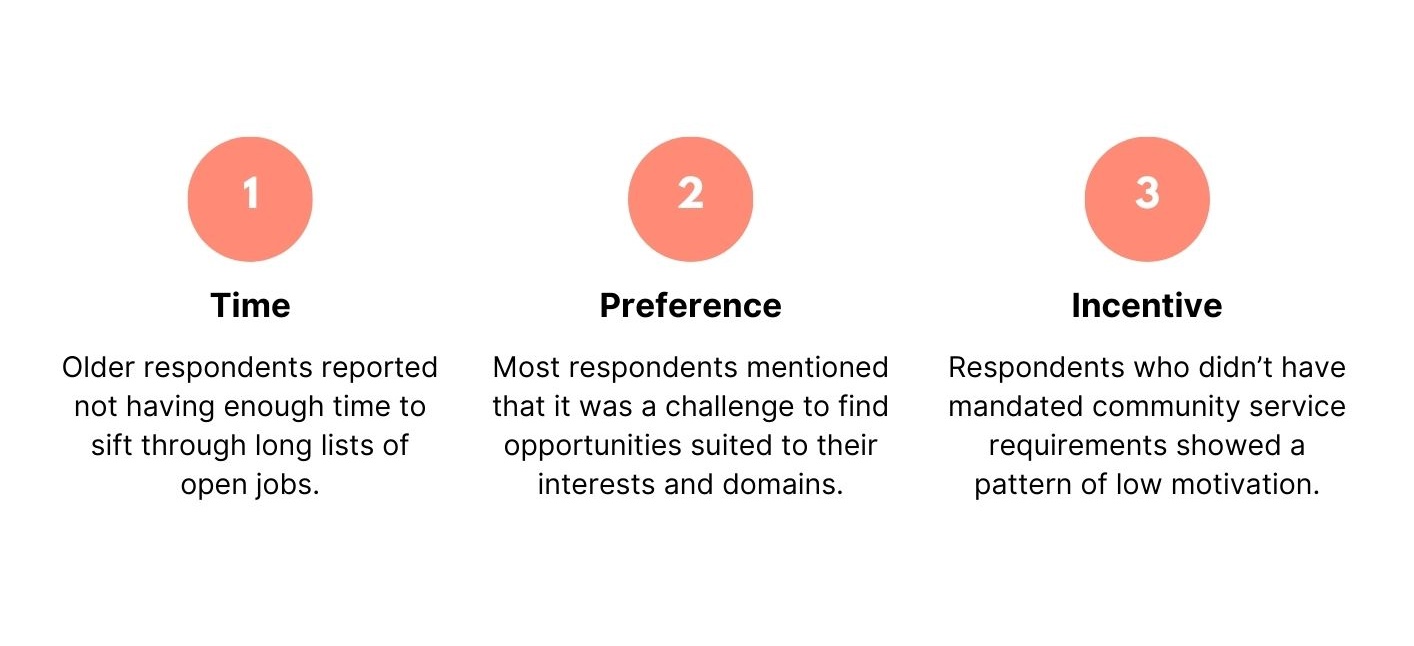 1
Time
Older respondents reported
not having enough time to
sift through long lists of
open jobs.
2
Preference
Most respondents mentioned
that it was a challenge to find
opportunities suited to their
interests and domains.
3
Incentive
Respondents who didn’t have
mandated community service
requirements showed a
pattern of low motivation.